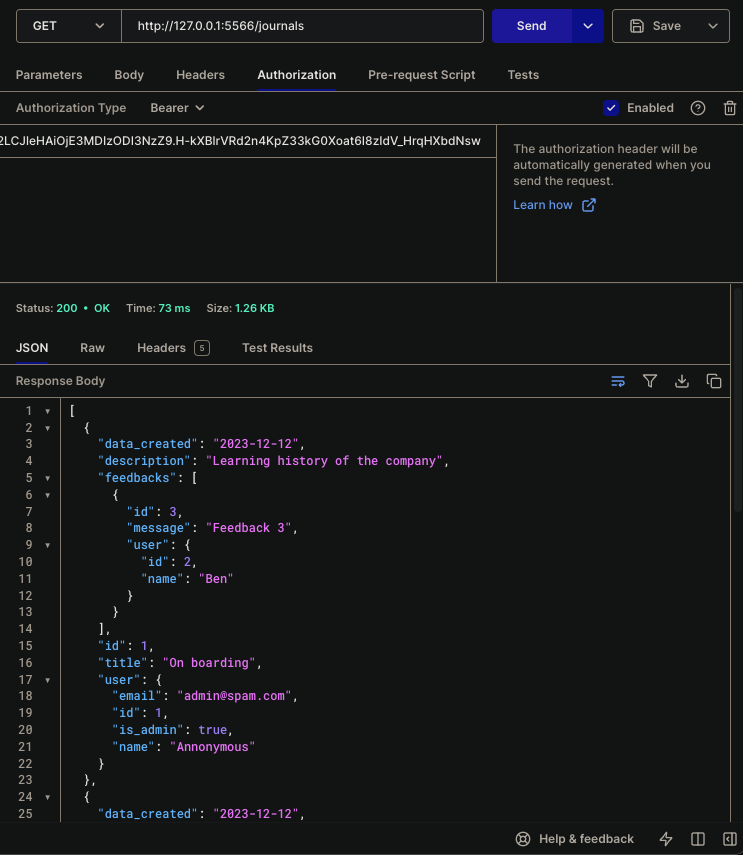 GET http://127.0.0.1:5566/journals Send Save
Parameters Body Headers Authorization Pre-request Script Tests
Authorization Type Bearer Enabled
The authorization header will be
automatically generated when you
send the request.
Learn how
Status: 200 • OK Time: 73 ms Size: 1.26 KB
JSON Raw Headers 5 Test Results
Response Body
1 [
2 {
3 "data_created": "2023-12-12",
4 "description": "Learning history of the company",
5 "feedbacks": [
6 {
7 "id": 3,
8 "message": "Feedback 3",
9 "user": {
10 "id": 2,
11 "name": "Ben"
12 }
13 }
14 ],
15 "id": 1,
16 "title": "On boarding",
17 "user": {
18 "email": "admin@spam.com",
19 "id": 1,
20 "is_admin": true,
21 "name": "Annonymous"
22 }
23 },
24 {
25 "data_created": "2023-12-12",
Help & feedback